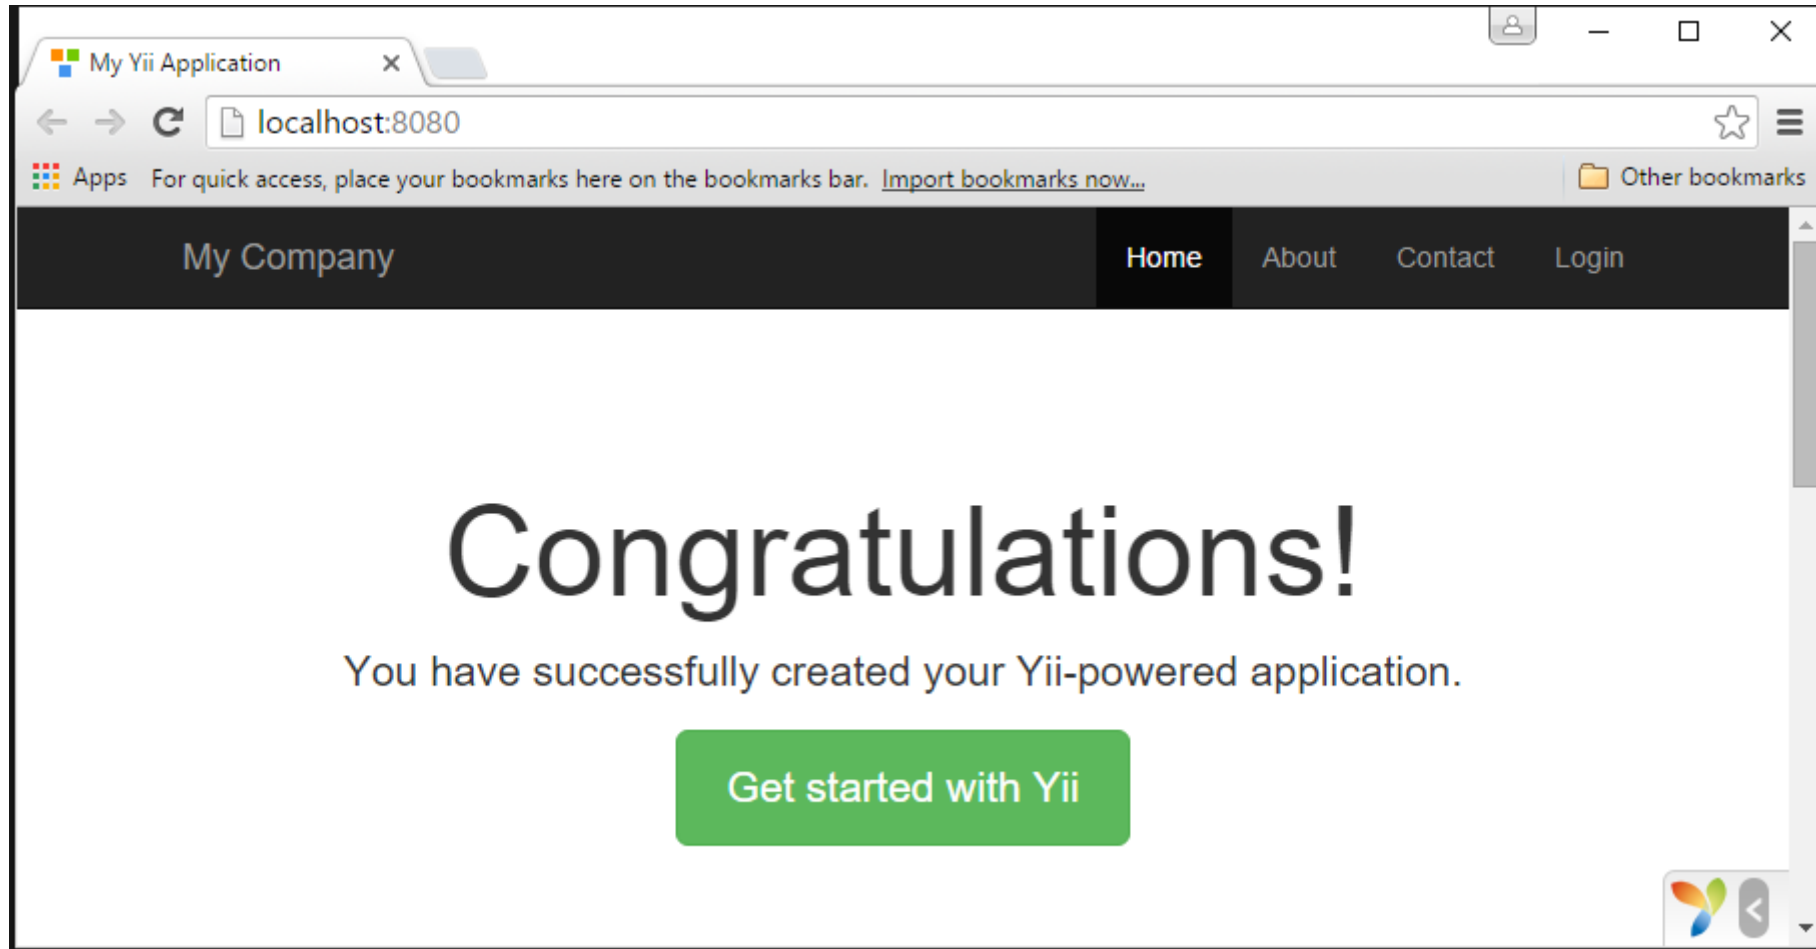 My Yii Application
localhost:8080
Apps For quick access, place your bookmarks here on the bookmarks bar. Import bookmarks now... Other bookmarks
My Company Home About Contact Login
Congratulations!
You have successfully created your Yii-powered application.
Get started with Yii